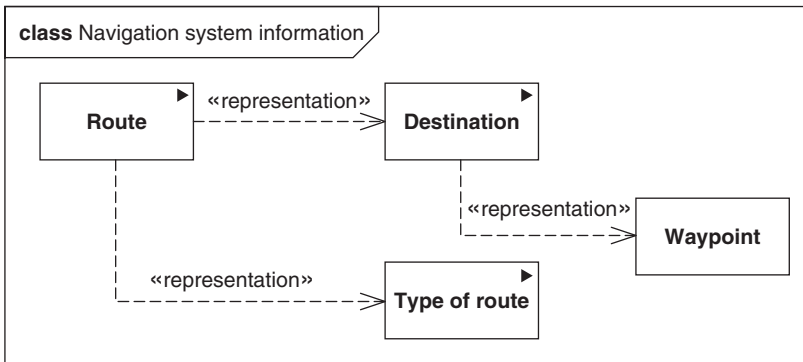 class Navigation system information
Route
«representation»
Destination
«representation»
Waypoint
«representation»
Type of route